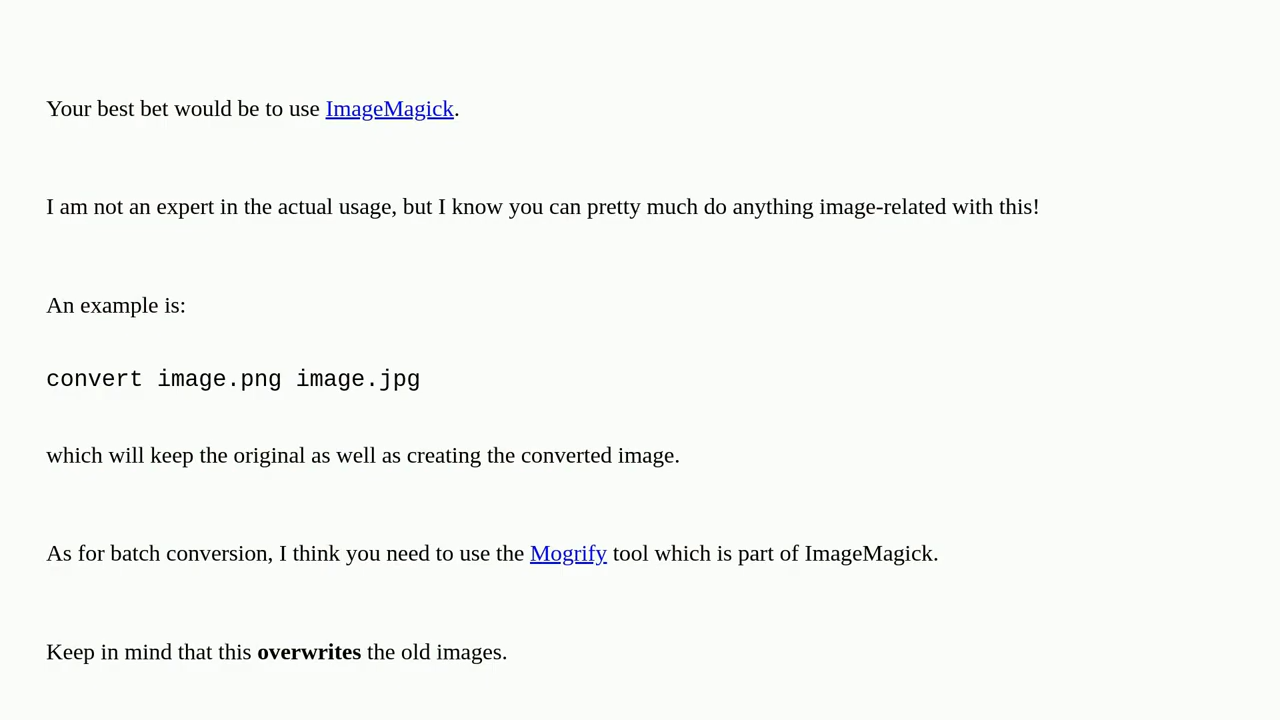 Your best bet would be to use ImageMagick.
I am not an expert in the actual usage, but I know you can pretty much do anything image-related with this!
An example is:
convert image.png image.jpg
which will keep the original as well as creating the converted image.
As for batch conversion, I think you need to use the Mogrify tool which is part of ImageMagick.
Keep in mind that this overwrites the old images.